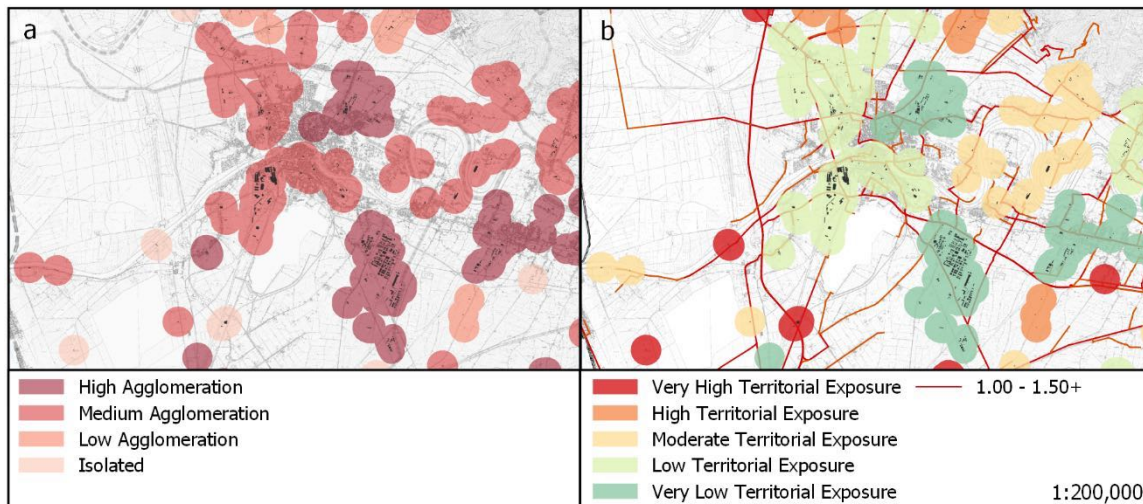 a
b
High Agglomeration
Medium Agglomeration
Low Agglomeration
Isolated
Very High Territorial Exposure
1.00 - 1.50+
High Territorial Exposure
Moderate Territorial Exposure
Low Territorial Exposure
Very Low Territorial Exposure
1:200,000